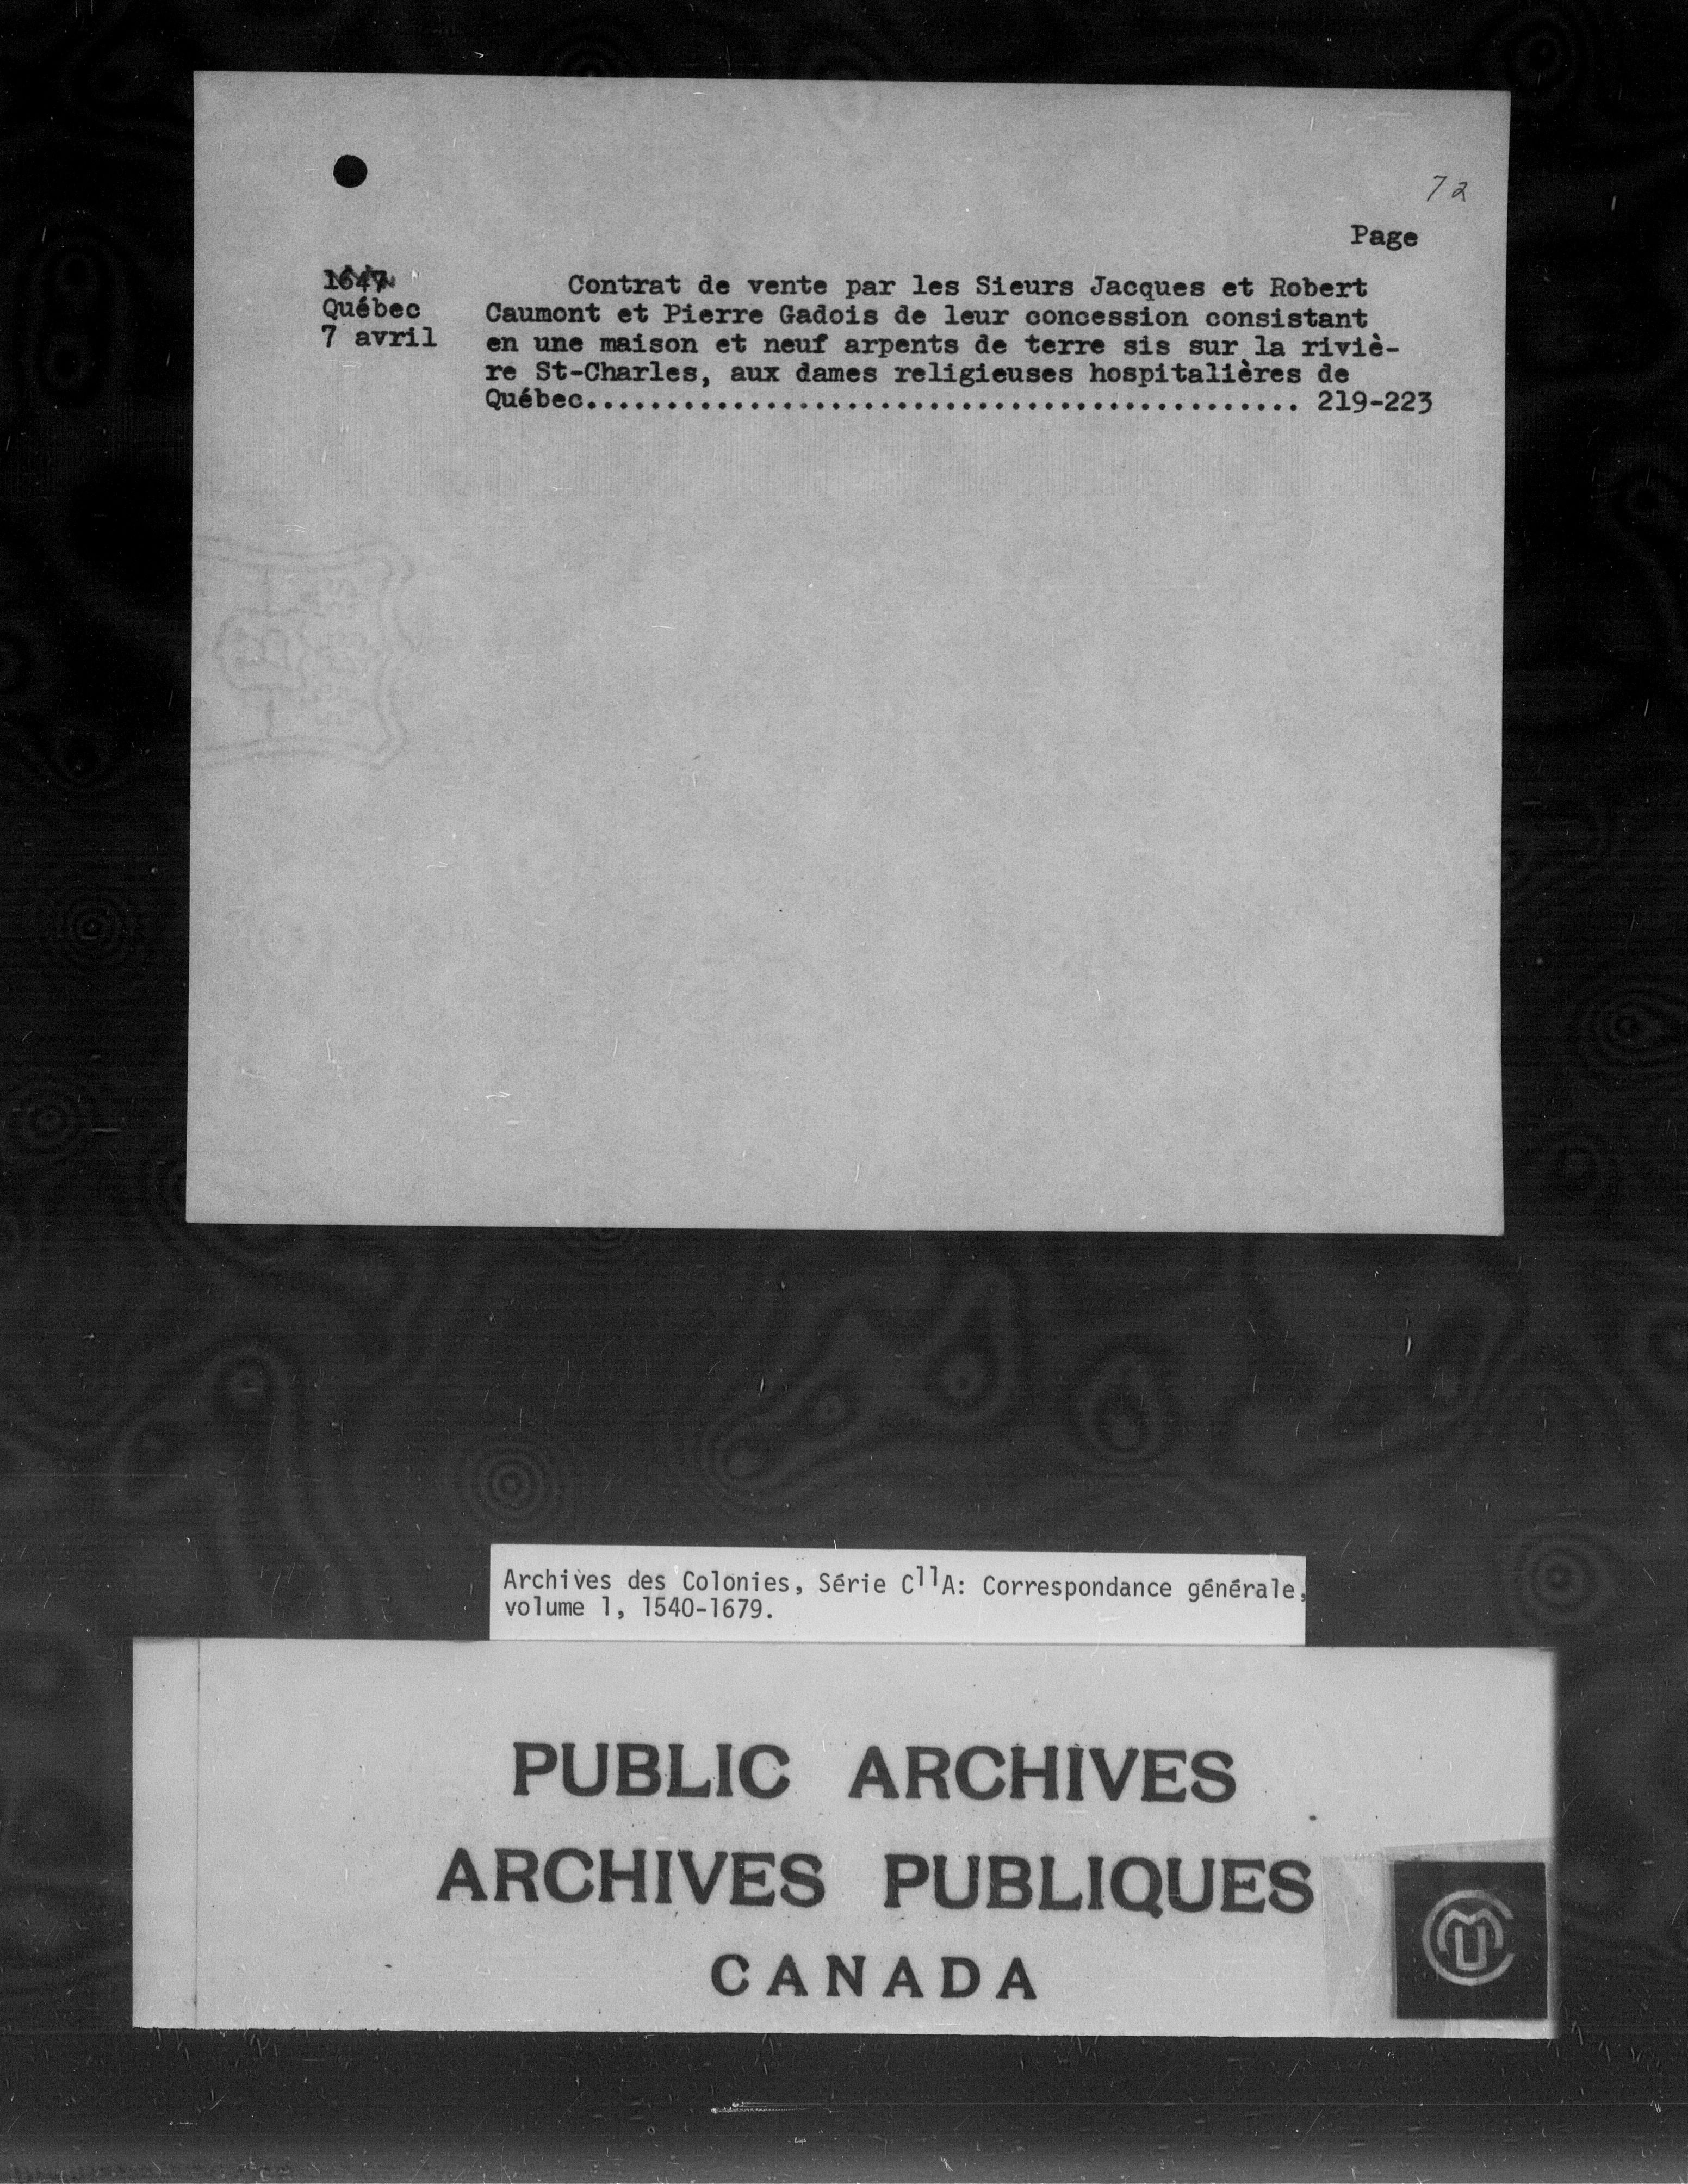 72
Page
1647
Québec
7 avril
Contrat de vente par les Sieurs Jacques et Robert
Caumont et Pierre Gadois de leur concession consistant
en une maison et neuf arpents de terre sis sur la riviè-
re St-Charles, aux dames religieuses hospitalières de
Québec............................................. 219-223
Archives des Colonies, Série C11A: Correspondance générale,
volume 1, 1540-1679.
PUBLIC ARCHIVES
ARCHIVES PUBLIQUES
CANADA